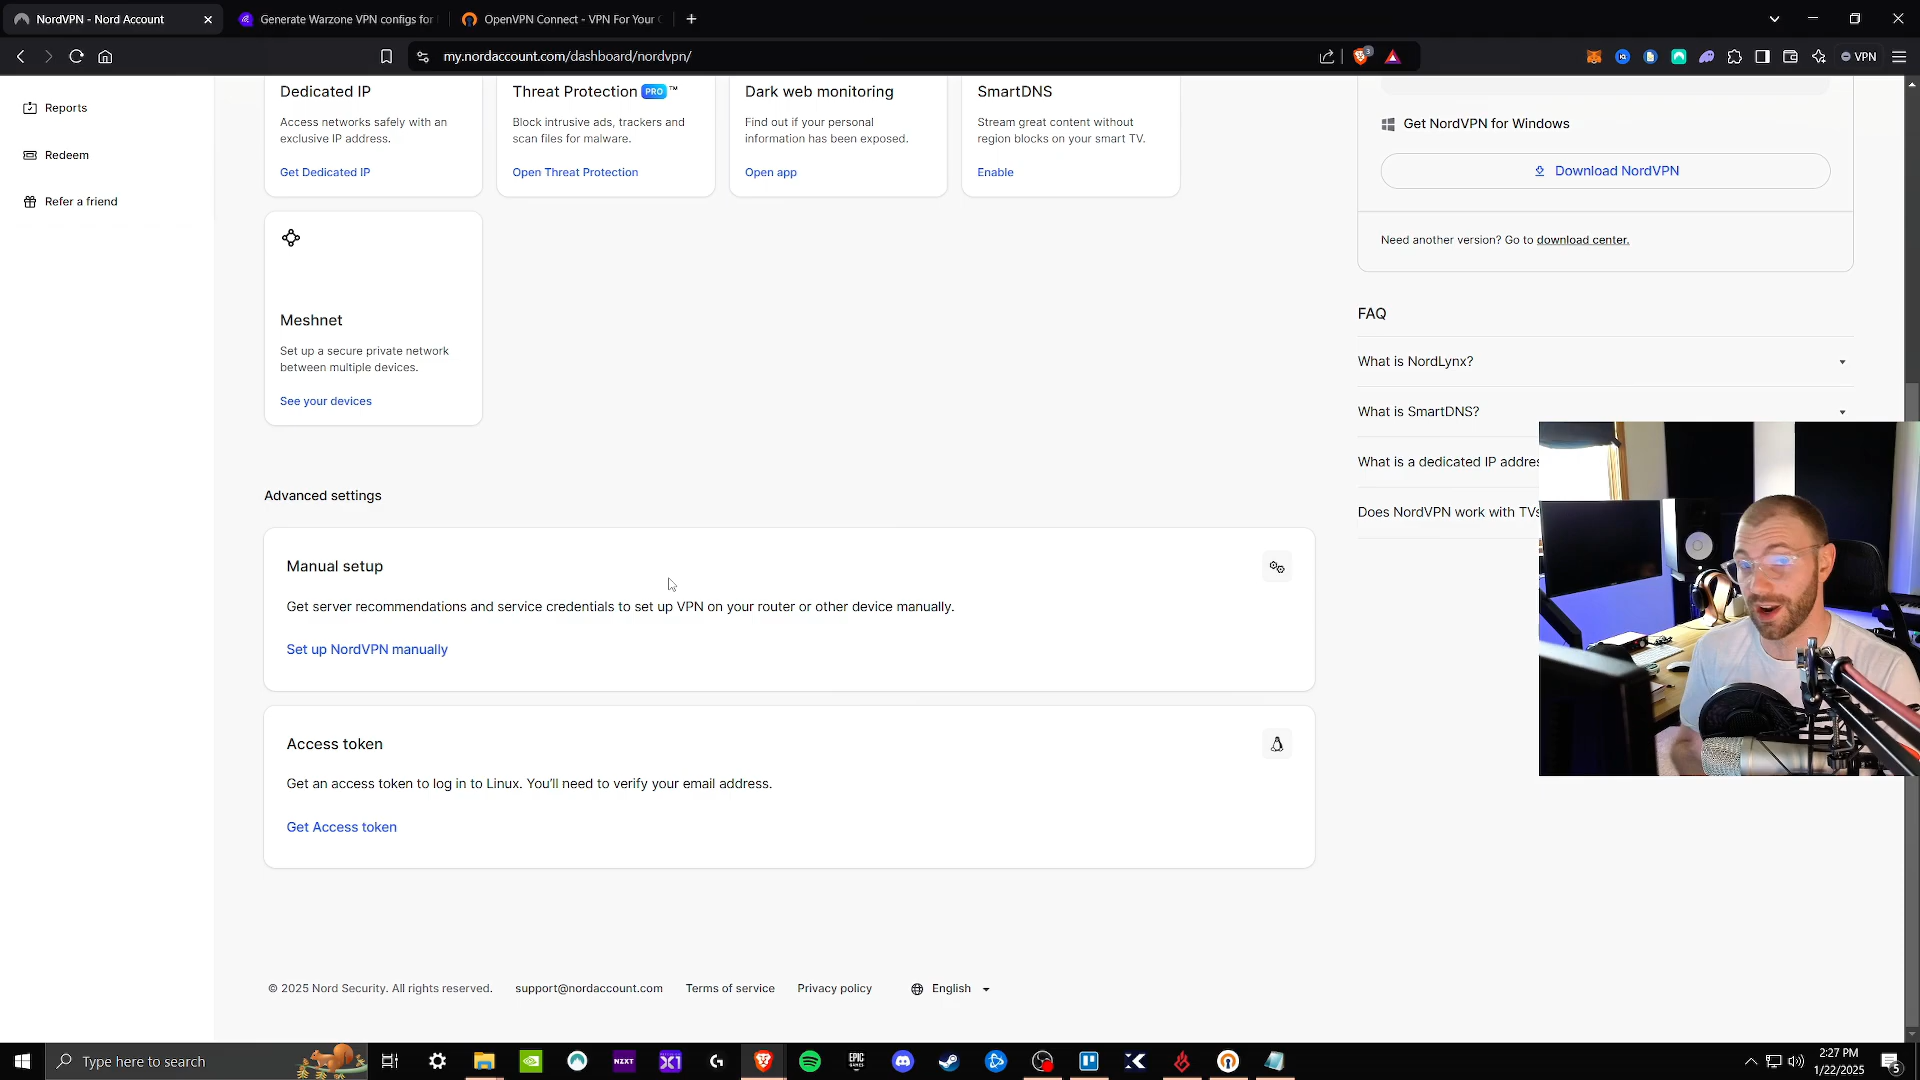 NordVPN - Nord Account
Generate Warzone VPN configs for
OpenVPN Connect - VPN For Your
my.nordaccount.com/dashboard/nordvpn/
3
VPN
Reports
Redeem
Refer a friend
Dedicated IP
Access networks safely with an
exclusive IP address.
Get Dedicated IP
Threat Protection PRO ™
Block intrusive ads, trackers and
scan files for malware.
Open Threat Protection
Dark web monitoring
Find out if your personal
information has been exposed.
Open app
SmartDNS
Stream great content without
region blocks on your smart TV.
Enable
Meshnet
Set up a secure private network
between multiple devices.
See your devices
Advanced settings
Manual setup
Get server recommendations and service credentials to set up VPN on your router or other device manually.
Set up NordVPN manually
Access token
Get an access token to log in to Linux. You’ll need to verify your email address.
Get Access token
Get NordVPN for Windows
Download NordVPN
Need another version? Go to download center.
FAQ
What is NordLynx?
What is SmartDNS?
What is a dedicated IP addres
Does NordVPN work with TVs
© 2025 Nord Security. All rights reserved.
support@nordaccount.com
Terms of service
Privacy policy
English
Type here to search
NZXT
EPIC
GAMES
2:27 PM
1/22/2025
5